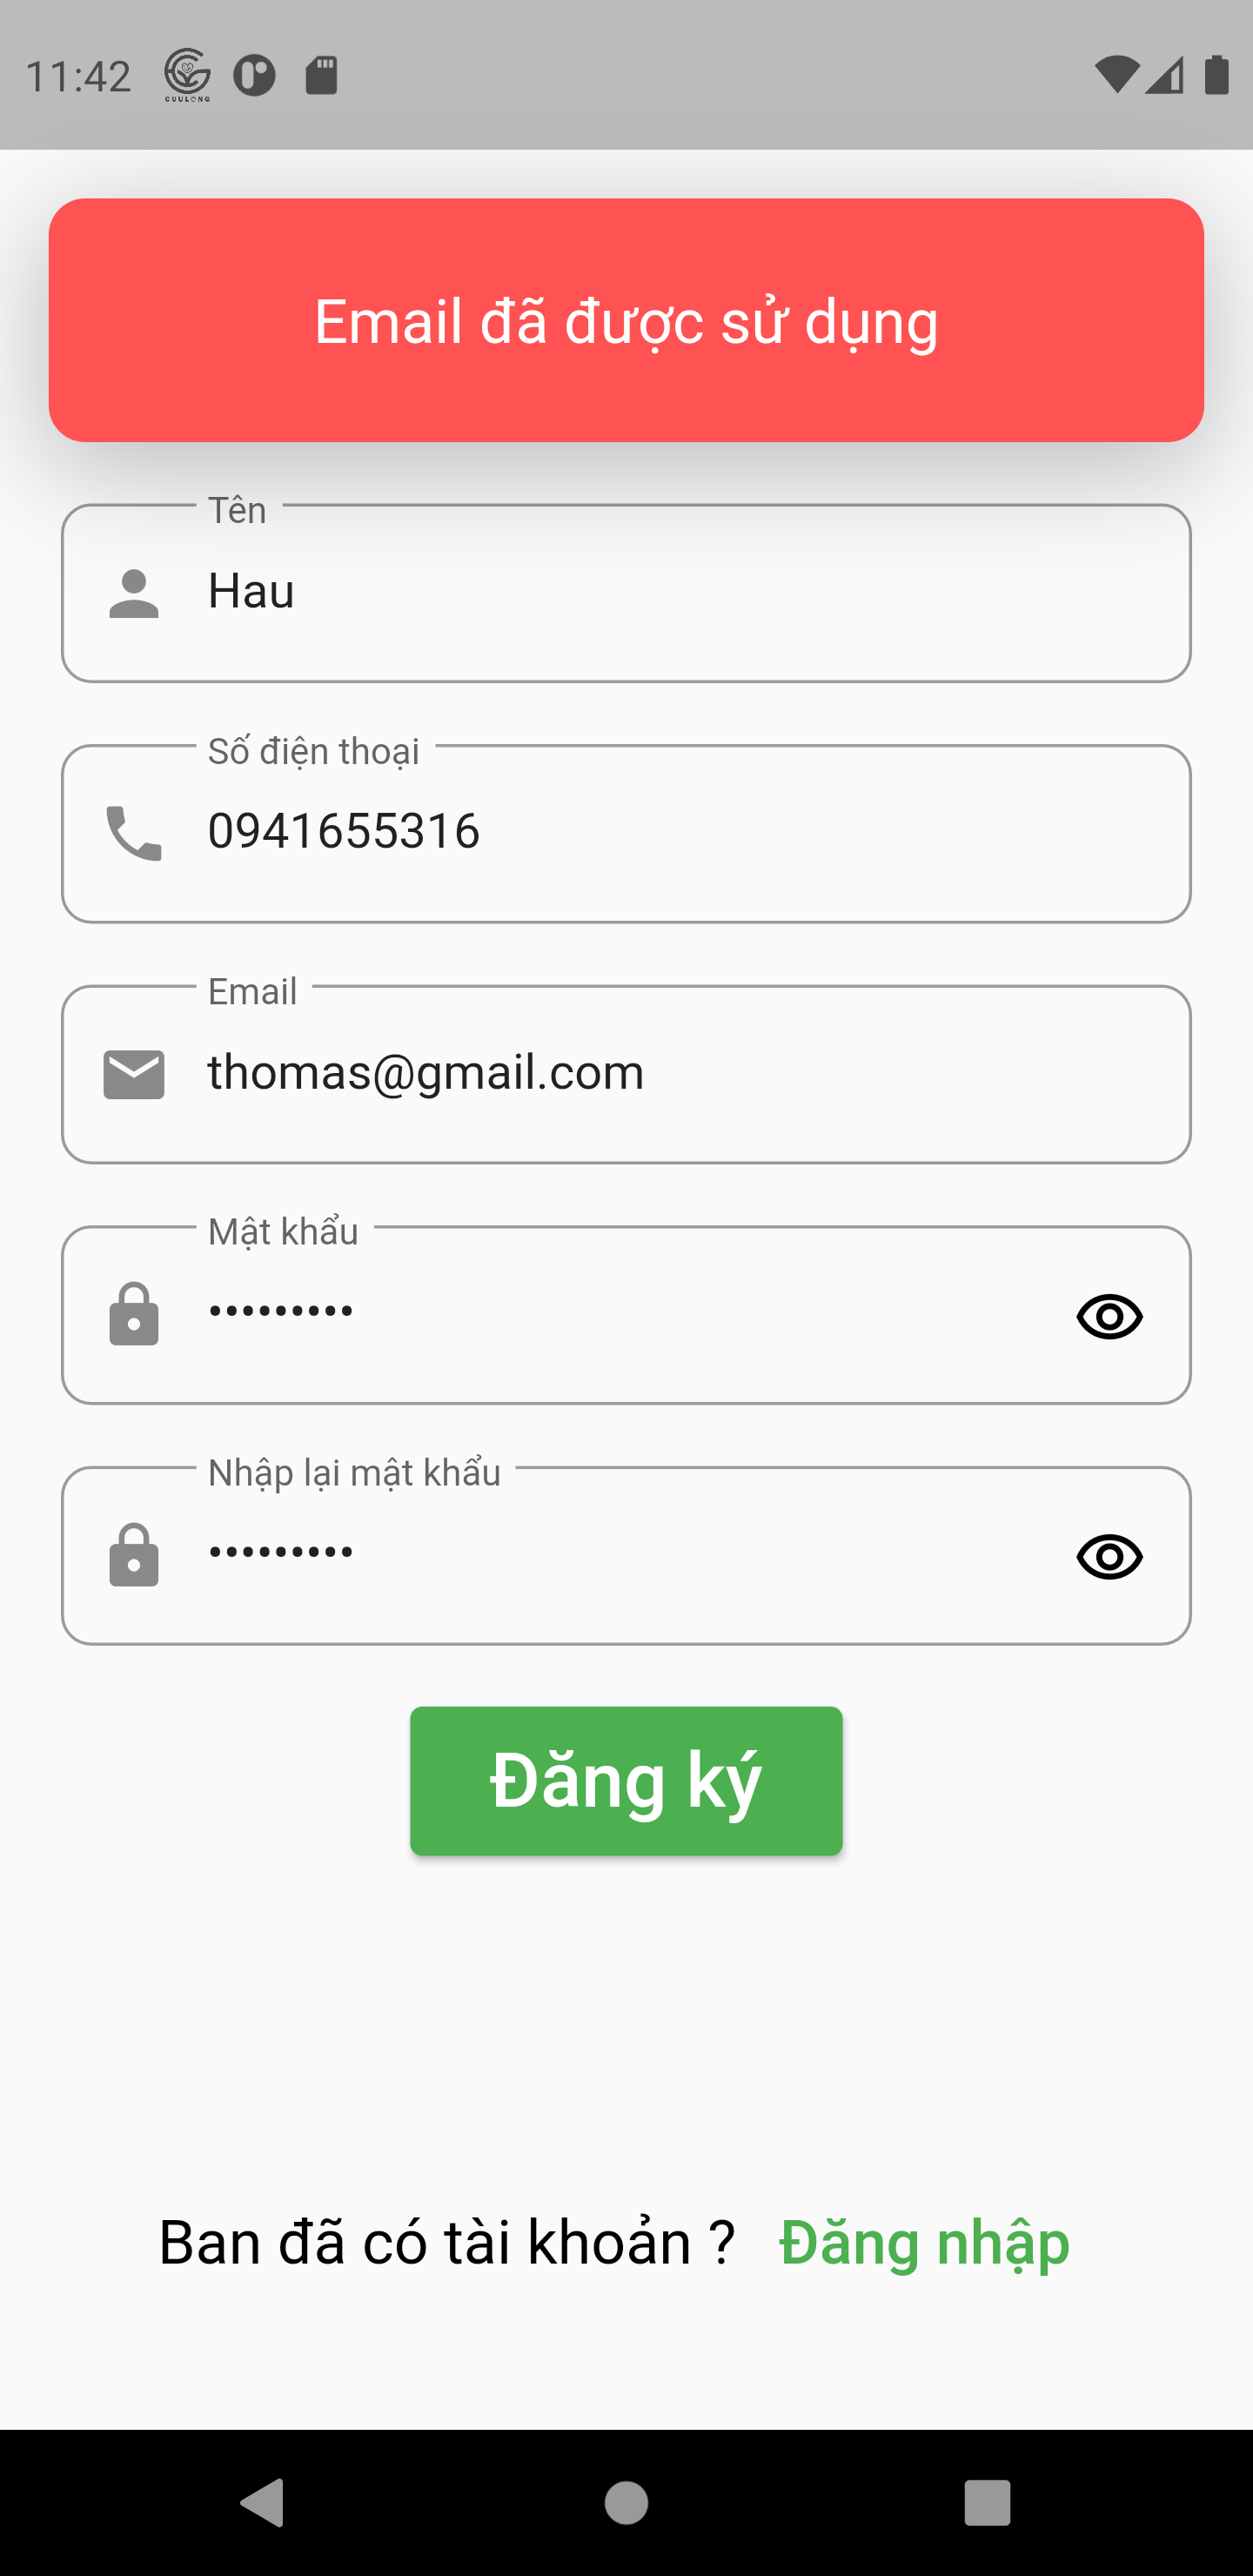 11:42
CUULONG
Email đã được sử dụng
Tên
Hau
Số điện thoại
0941655316
Email
thomas@gmail.com
Mật khẩu
•••••••••
Nhập lại mật khẩu
•••••••••
Đăng ký
Ban đã có tài khoản ? Đăng nhập